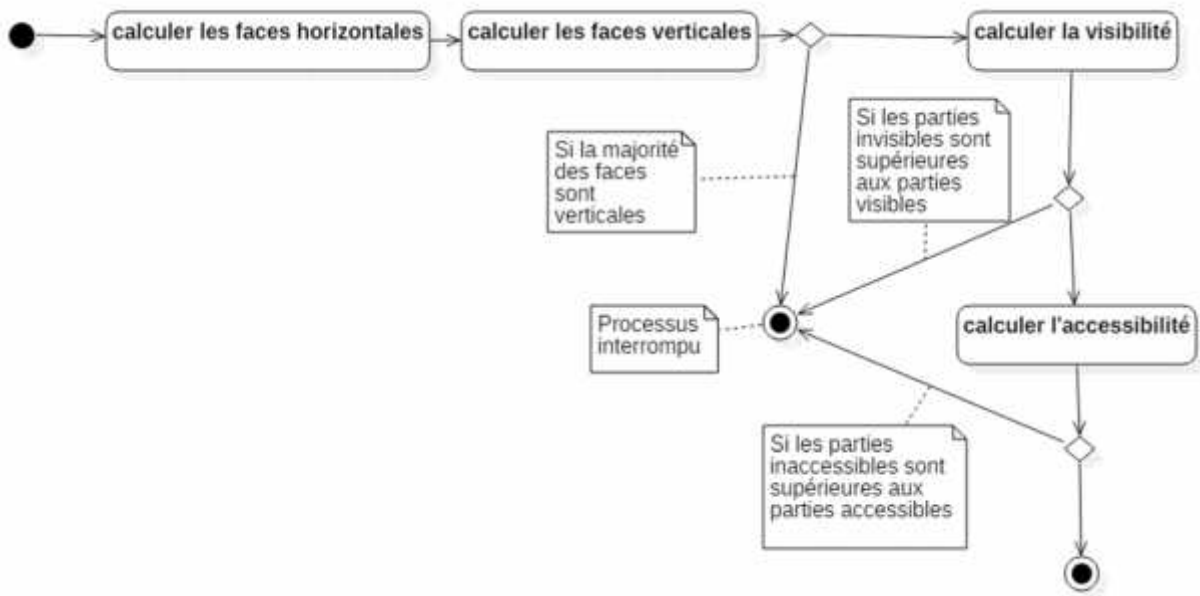 calculer les faces horizontales
calculer les faces verticales
calculer la visibilité
Si la majorité
des faces
sont
verticales
Si les parties
invisibles sont
supérieures
aux parties
visibles
Processus
interrompu
calculer l'accessibilité
Si les parties
inaccessibles sont
supérieures aux
parties accessibles